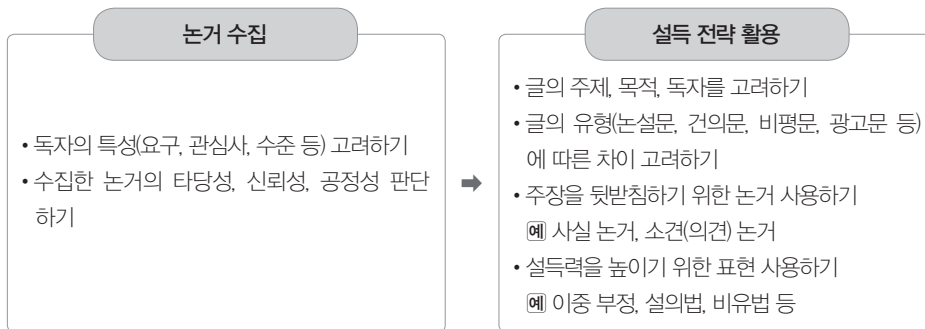 논거 수집
• 독자의 특성(요구, 관심사, 수준 등) 고려하기
• 수집한 논거의 타당성, 신뢰성, 공정성 판단
하기
➡
설득 전략 활용
• 글의 주제, 목적, 독자를 고려하기
• 글의 유형(논설문, 건의문, 비평문, 광고문 등)
에 따른 차이 고려하기
• 주장을 뒷받침하기 위한 논거 사용하기
예 사실 논거, 소견(의견) 논거
• 설득력을 높이기 위한 표현 사용하기
예 이중 부정, 설의법, 비유법 등